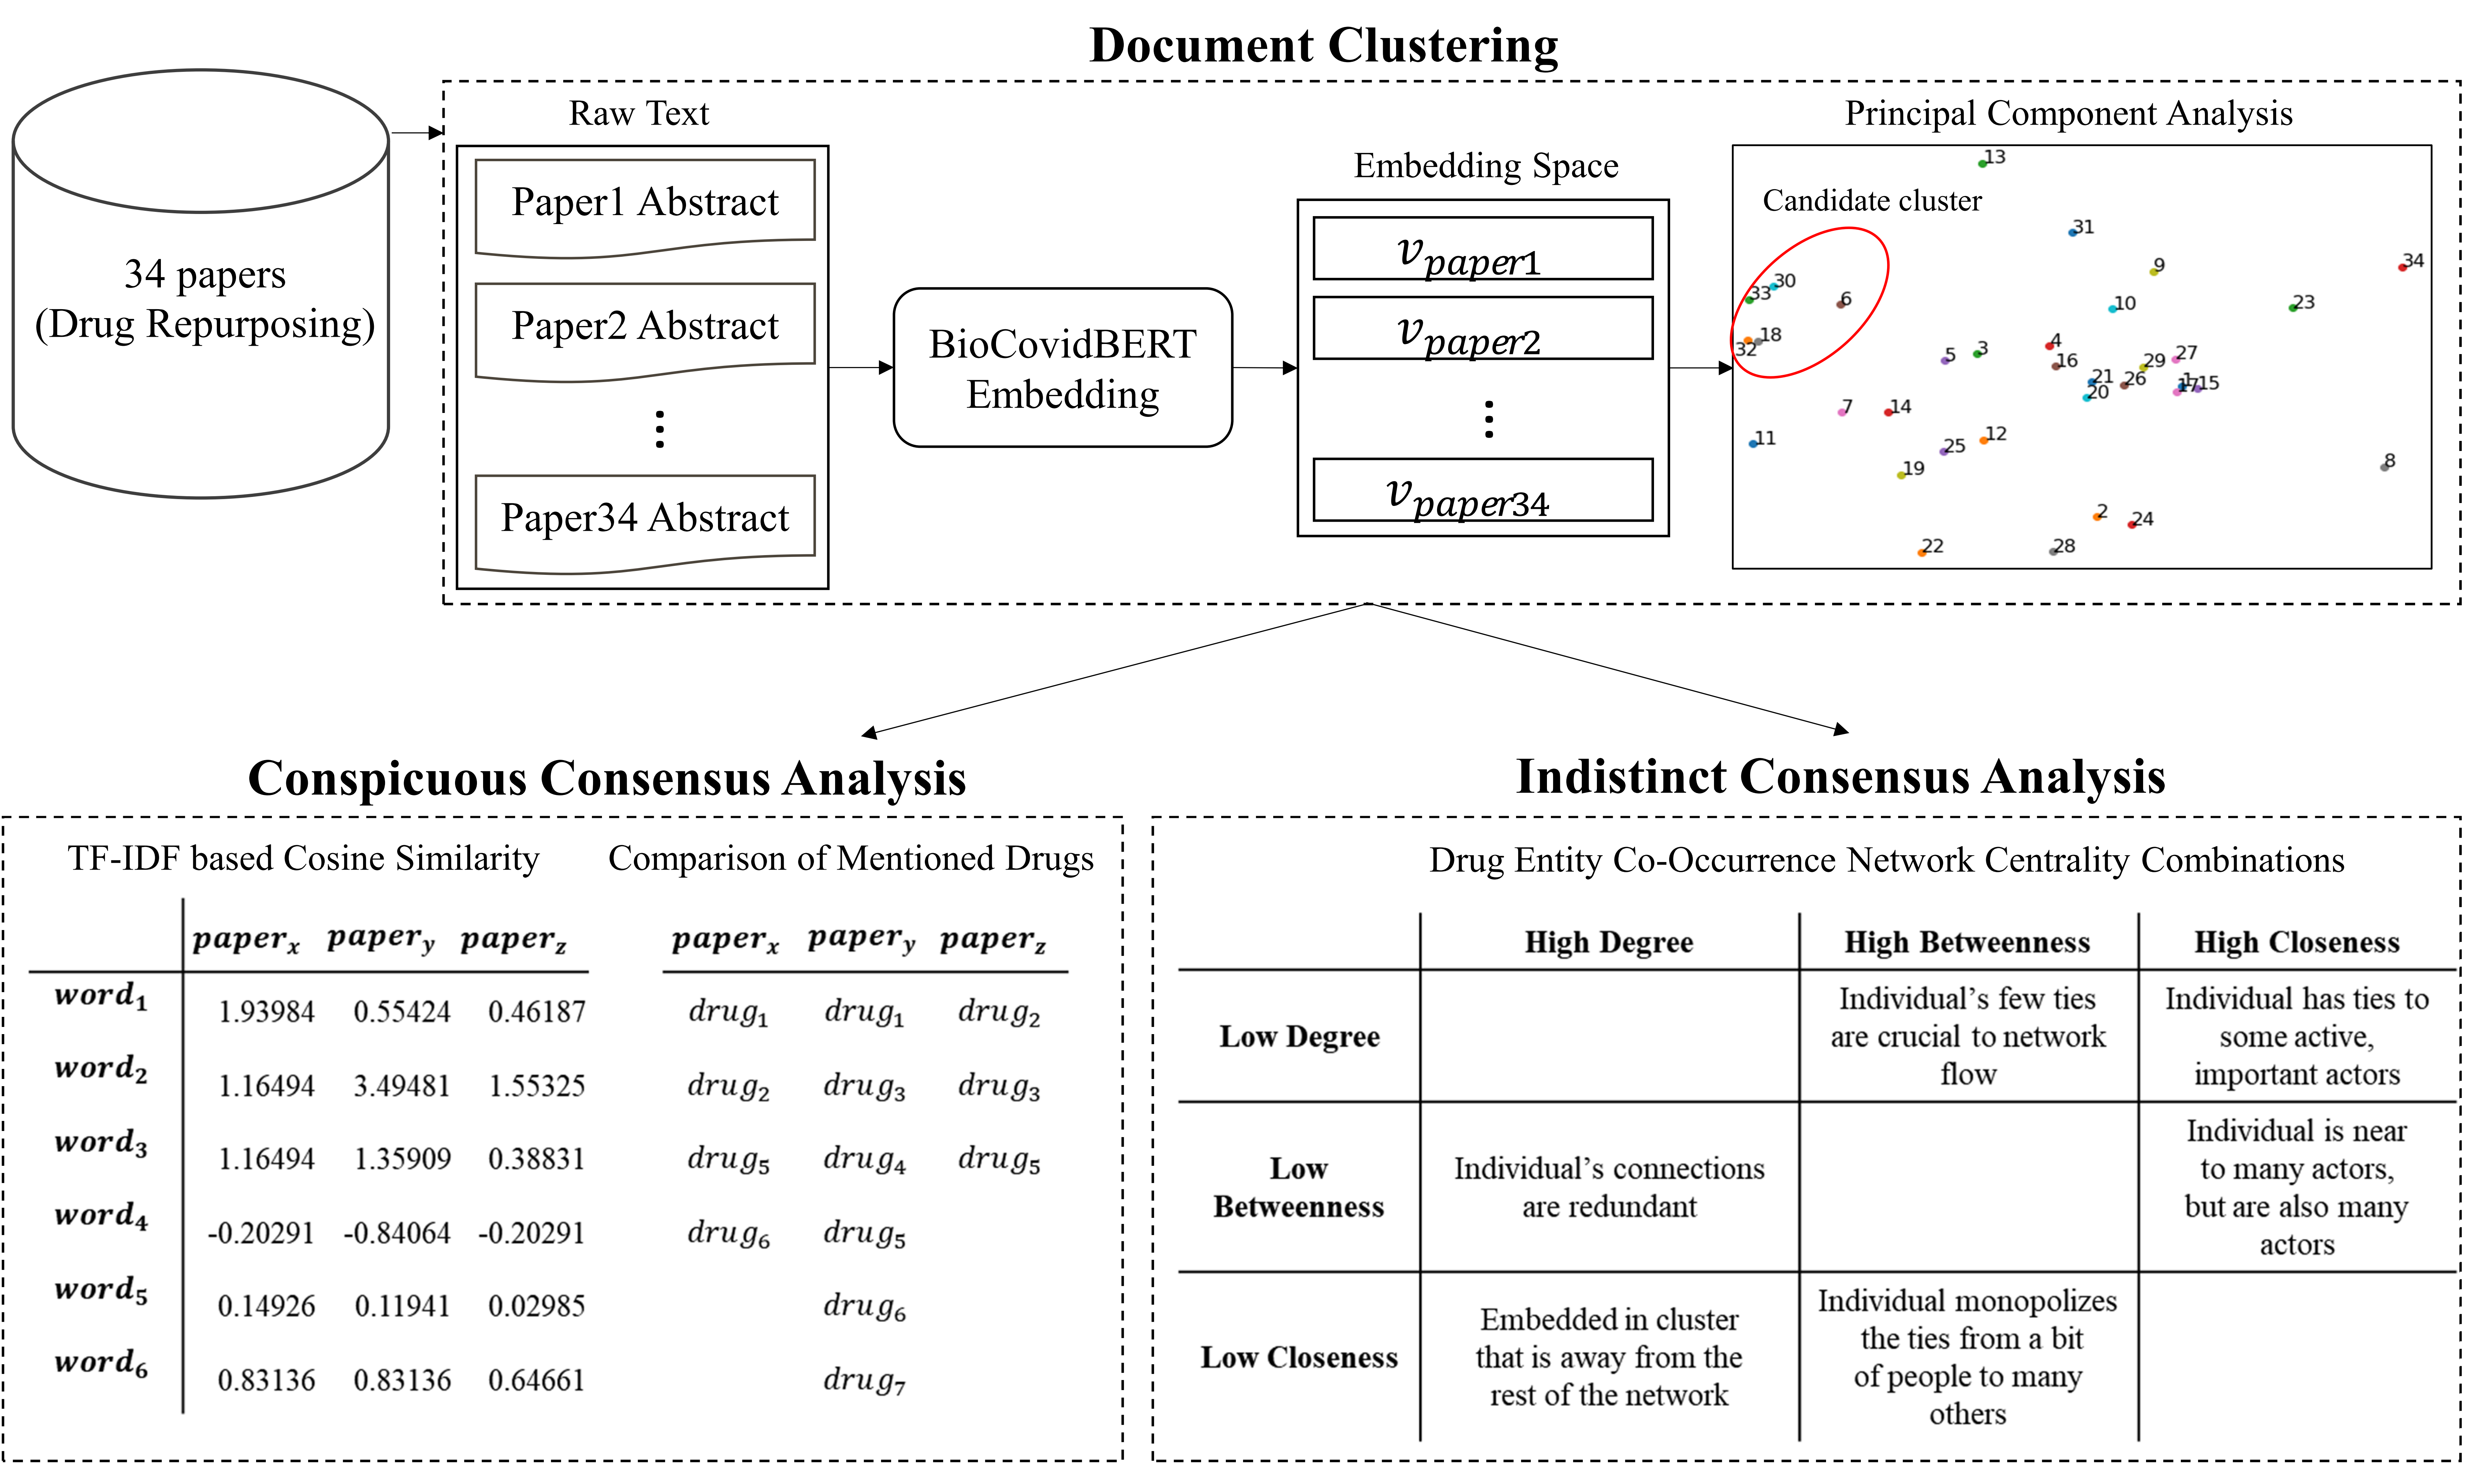 Document Clustering
34 papers
(Drug Repurposing)
Raw Text
Paper1 Abstract
Paper2 Abstract
⋮
Paper34 Abstract
BioCovidBERT
Embedding
Embedding Space
v_paper1
v_paper2
⋮
v_paper34
Principal Component Analysis
Candidate cluster
13
31
9
34
30
33
6
10
23
18
32
5
3
4
16
29
27
21
26
1
17
15
20
7
14
11
25
12
19
8
2
24
22
28
Conspicuous Consensus Analysis
TF-IDF based Cosine Similarity
paper_x paper_y paper_z
word_1 1.93984 0.55424 0.46187
word_2 1.16494 3.49481 1.55325
word_3 1.16494 1.35909 0.38831
word_4 -0.20291 -0.84064 -0.20291
word_5 0.14926 0.11941 0.02985
word_6 0.83136 0.83136 0.64661
Comparison of Mentioned Drugs
paper_x paper_y paper_z
drug_1 drug_1 drug_2
drug_2 drug_3 drug_3
drug_5 drug_4 drug_5
drug_6 drug_5
drug_6
drug_7
Indistinct Consensus Analysis
Drug Entity Co-Occurrence Network Centrality Combinations
High Degree High Betweenness High Closeness
Low Degree
Individual's few ties
are crucial to network
flow
Individual has ties to
some active,
important actors
Low
Betweenness
Individual's connections
are redundant
Individual is near
to many actors,
but are also many
actors
Low Closeness
Embedded in cluster
that is away from the
rest of the network
Individual monopolizes
the ties from a bit
of people to many
others